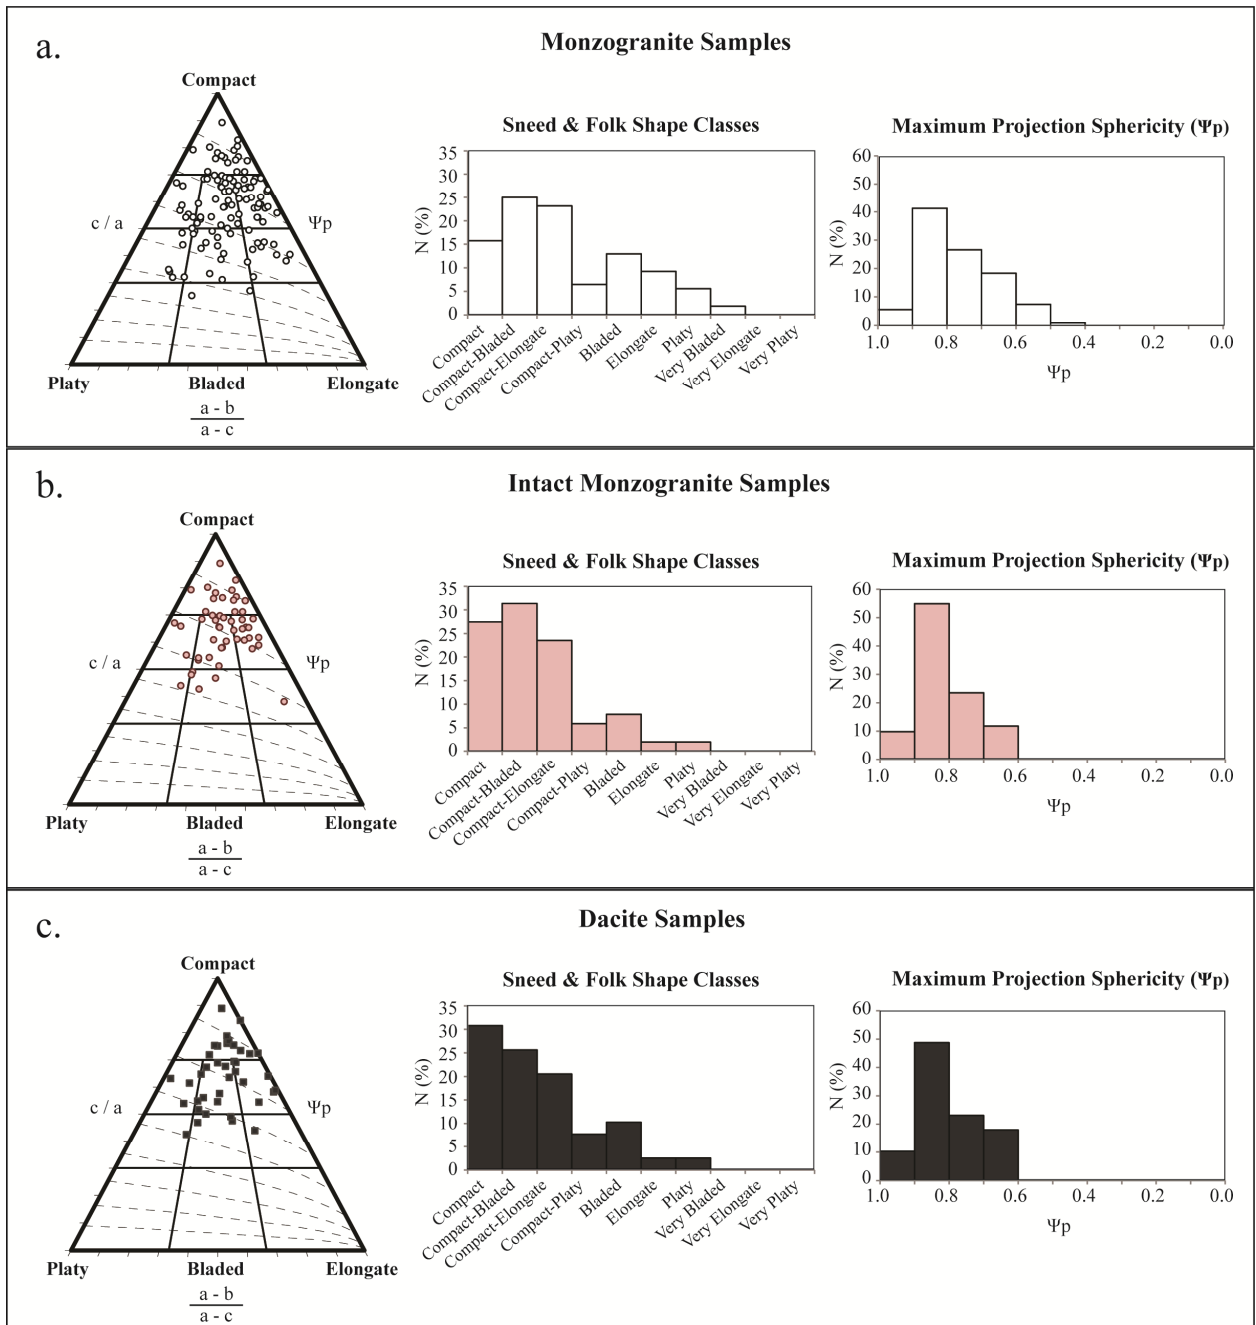 a.
Monzogranite Samples
Compact
c / a
Ψp
Platy
Bladed
Elongate
a - b
a - c
Sneed & Folk Shape Classes
N (%)
35
30
25
20
15
10
5
0
Compact
Compact-Bladed
Compact-Elongate
Compact-Platy
Bladed
Elongate
Platy
Very Bladed
Very Elongate
Very Platy
Maximum Projection Sphericity (Ψp)
N (%)
60
50
40
30
20
10
0
1.0 0.8 0.6 0.4 0.2 0.0
Ψp
b.
Intact Monzogranite Samples
Compact
c / a
Ψp
Platy
Bladed
Elongate
a - b
a - c
Sneed & Folk Shape Classes
N (%)
35
30
25
20
15
10
5
0
Compact
Compact-Bladed
Compact-Elongate
Compact-Platy
Bladed
Elongate
Platy
Very Bladed
Very Elongate
Very Platy
Maximum Projection Sphericity (Ψp)
N (%)
60
50
40
30
20
10
0
1.0 0.8 0.6 0.4 0.2 0.0
Ψp
c.
Dacite Samples
Compact
c / a
Ψp
Platy
Bladed
Elongate
a - b
a - c
Sneed & Folk Shape Classes
N (%)
35
30
25
20
15
10
5
0
Compact
Compact-Bladed
Compact-Elongate
Compact-Platy
Bladed
Elongate
Platy
Very Bladed
Very Elongate
Very Platy
Maximum Projection Sphericity (Ψp)
N (%)
60
50
40
30
20
10
0
1.0 0.8 0.6 0.4 0.2 0.0
Ψp